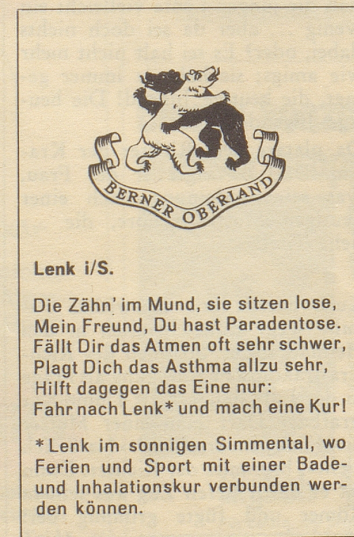 BERNER OBERLAND
Lenk i/S.
Die Zähn' im Mund, sie sitzen lose,
Mein Freund, Du hast Paradentose.
Fällt Dir das Atmen oft sehr schwer,
Plagt Dich das Asthma allzu sehr,
Hilft dagegen das Eine nur:
Fahr nach Lenk* und mach eine Kur!
* Lenk im sonnigen Simmental, wo
Ferien und Sport mit einer Bade-
und Inhalationskur verbunden wer-
den können.